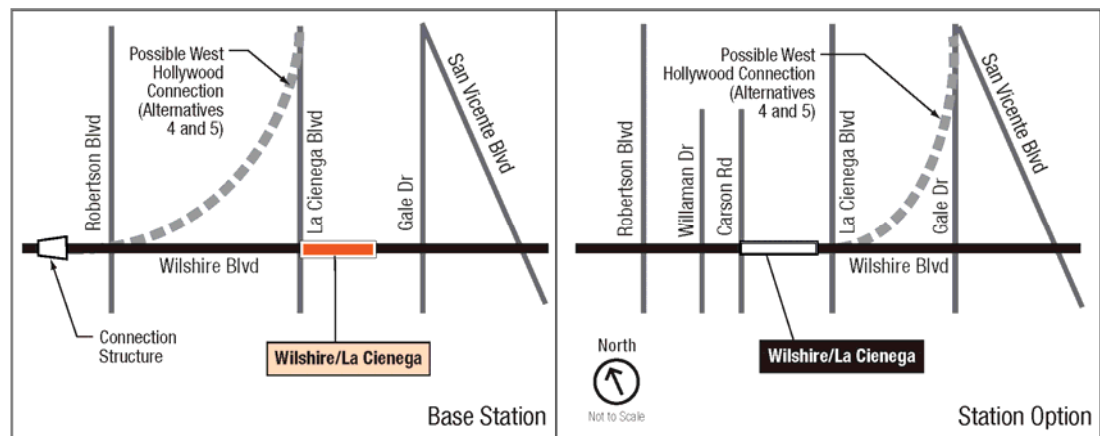 Possible West
Hollywood
Connection
(Alternatives
4 and 5)
Robertson Blvd
La Cienega Blvd
Gale Dr
San Vicente Blvd
Wilshire Blvd
Connection
Structure
Wilshire/La Cienega
Base Station
Possible West
Hollywood Connection
(Alternatives
4 and 5)
Robertson Blvd
Willaman Dr
Carson Rd
La Cienega Blvd
Gale Dr
San Vicente Blvd
Wilshire Blvd
North
Not to Scale
Wilshire/La Cienega
Station Option